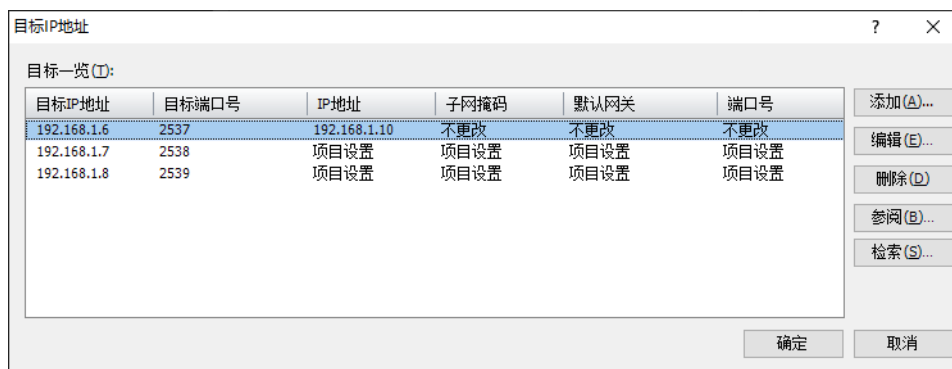 目标IP地址
? ×
目标一览(T):
目标IP地址 目标端口号 IP地址 子网掩码 默认网关 端口号
192.168.1.6 2537 192.168.1.10 不更改 不更改 不更改
192.168.1.7 2538 项目设置 项目设置 项目设置 项目设置
192.168.1.8 2539 项目设置 项目设置 项目设置 项目设置
添加(A)...
编辑(E)...
删除(D)
参阅(B)...
检索(S)...
确定 取消